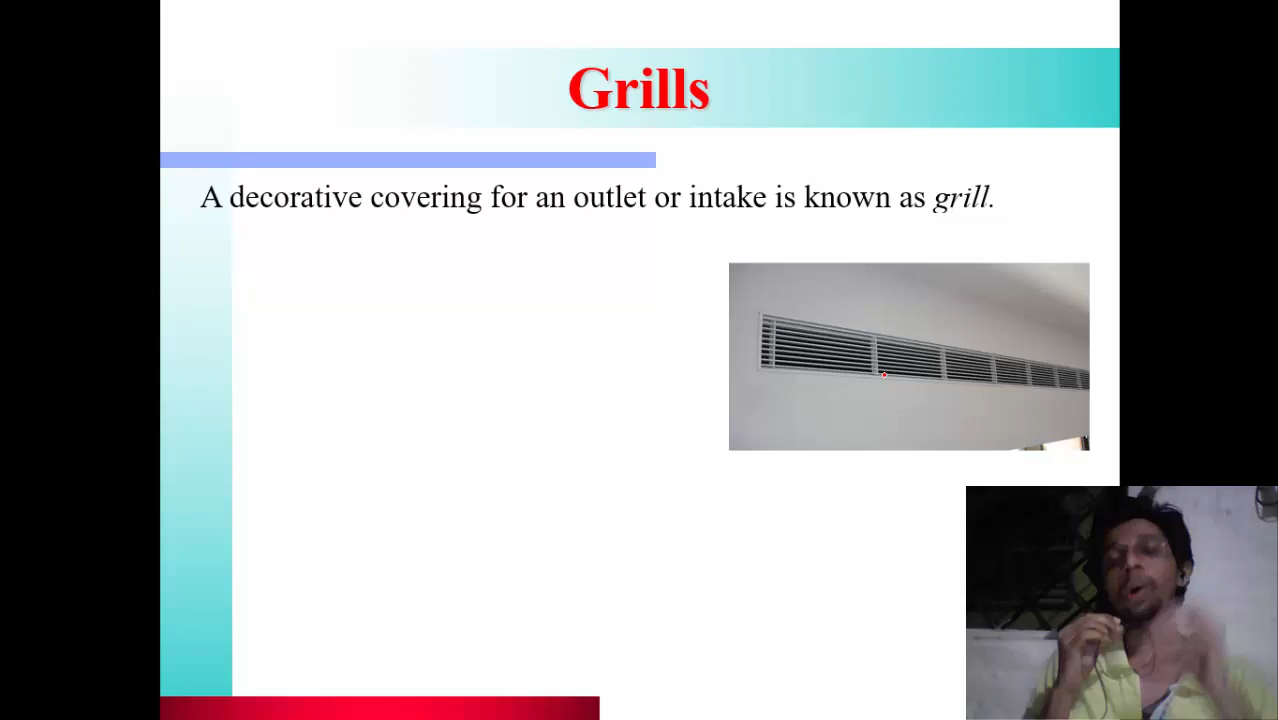 Grills
A decorative covering for an outlet or intake is known as grill.